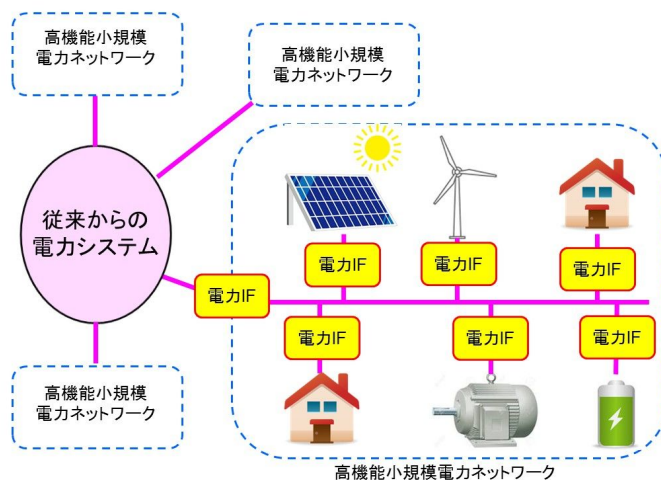 高機能小規模
電力ネットワーク
高機能小規模
電力ネットワーク
従来からの
電力システム
電力IF
電力IF
電力IF
電力IF
電力IF
電力IF
電力IF
高機能小規模
電力ネットワーク
高機能小規模電力ネットワーク